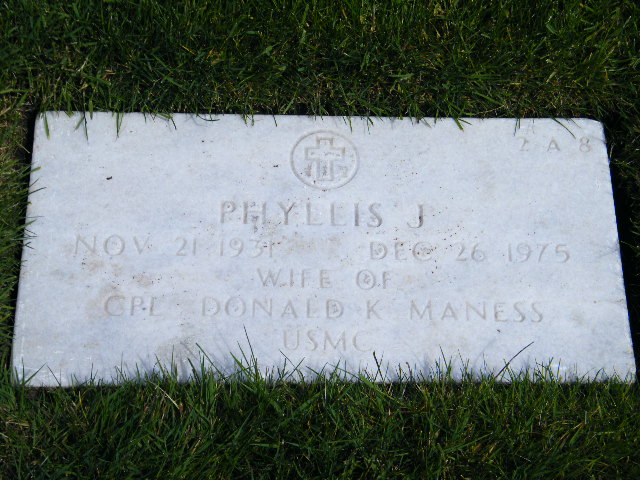 2 A 8
PHYLLIS J
NOV 21 1931 DEC 26 1975
WIFE OF
CPL DONALD K MANESS
USMC